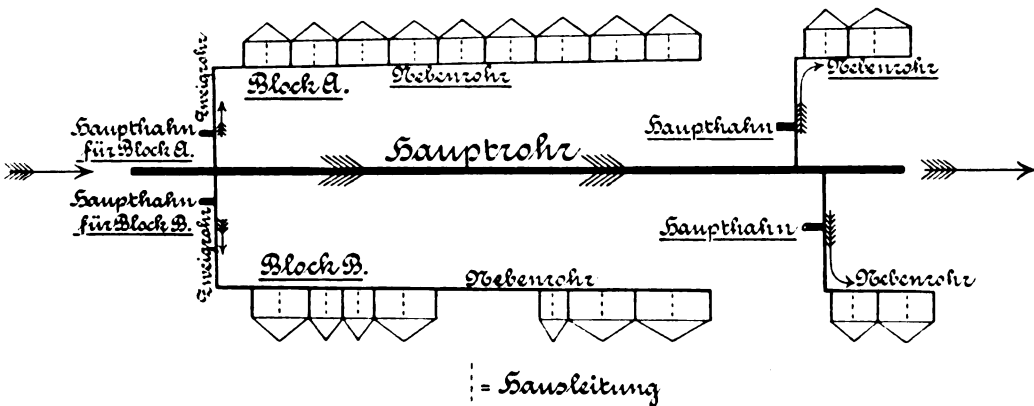 Zweigrohr
Block A.
Nebenrohr
Nebenrohr
Haupthahn
für Block A.
Haupthahn
Hauptrohr
Haupthahn
für Block B.
Haupthahn
Zweigrohr
Block B.
Nebenrohr
Nebenrohr
= Hausleitung